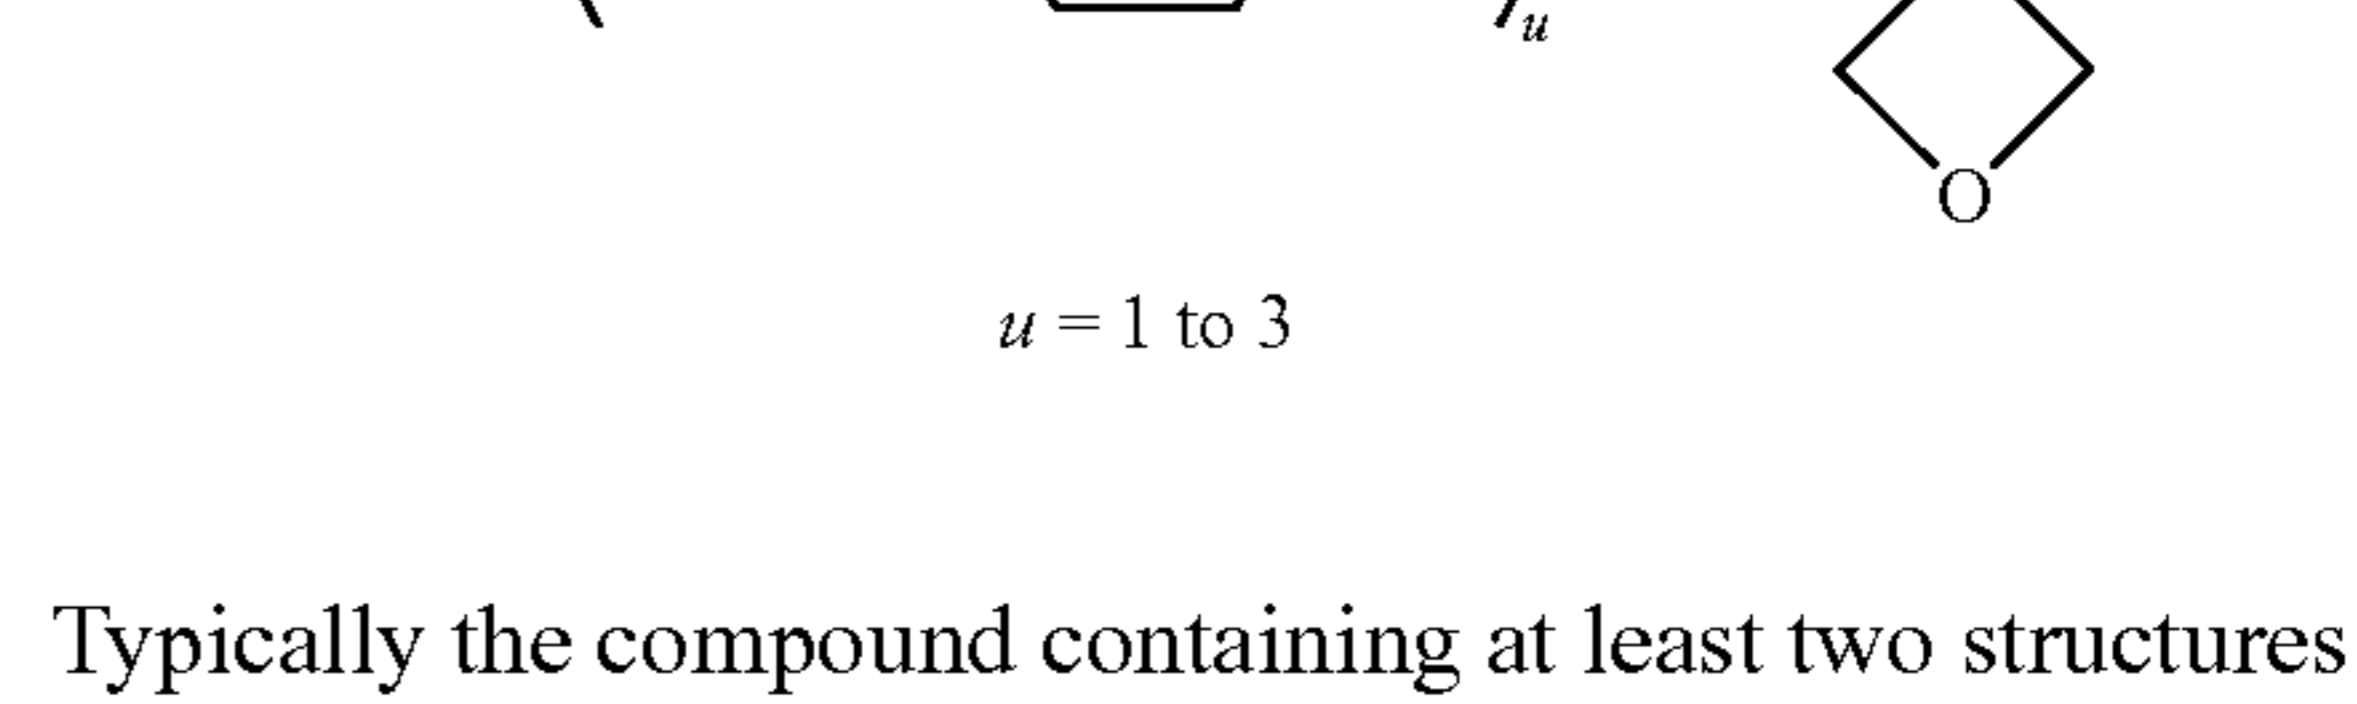 u
O
u = 1 to 3
Typically the compound containing at least two structures